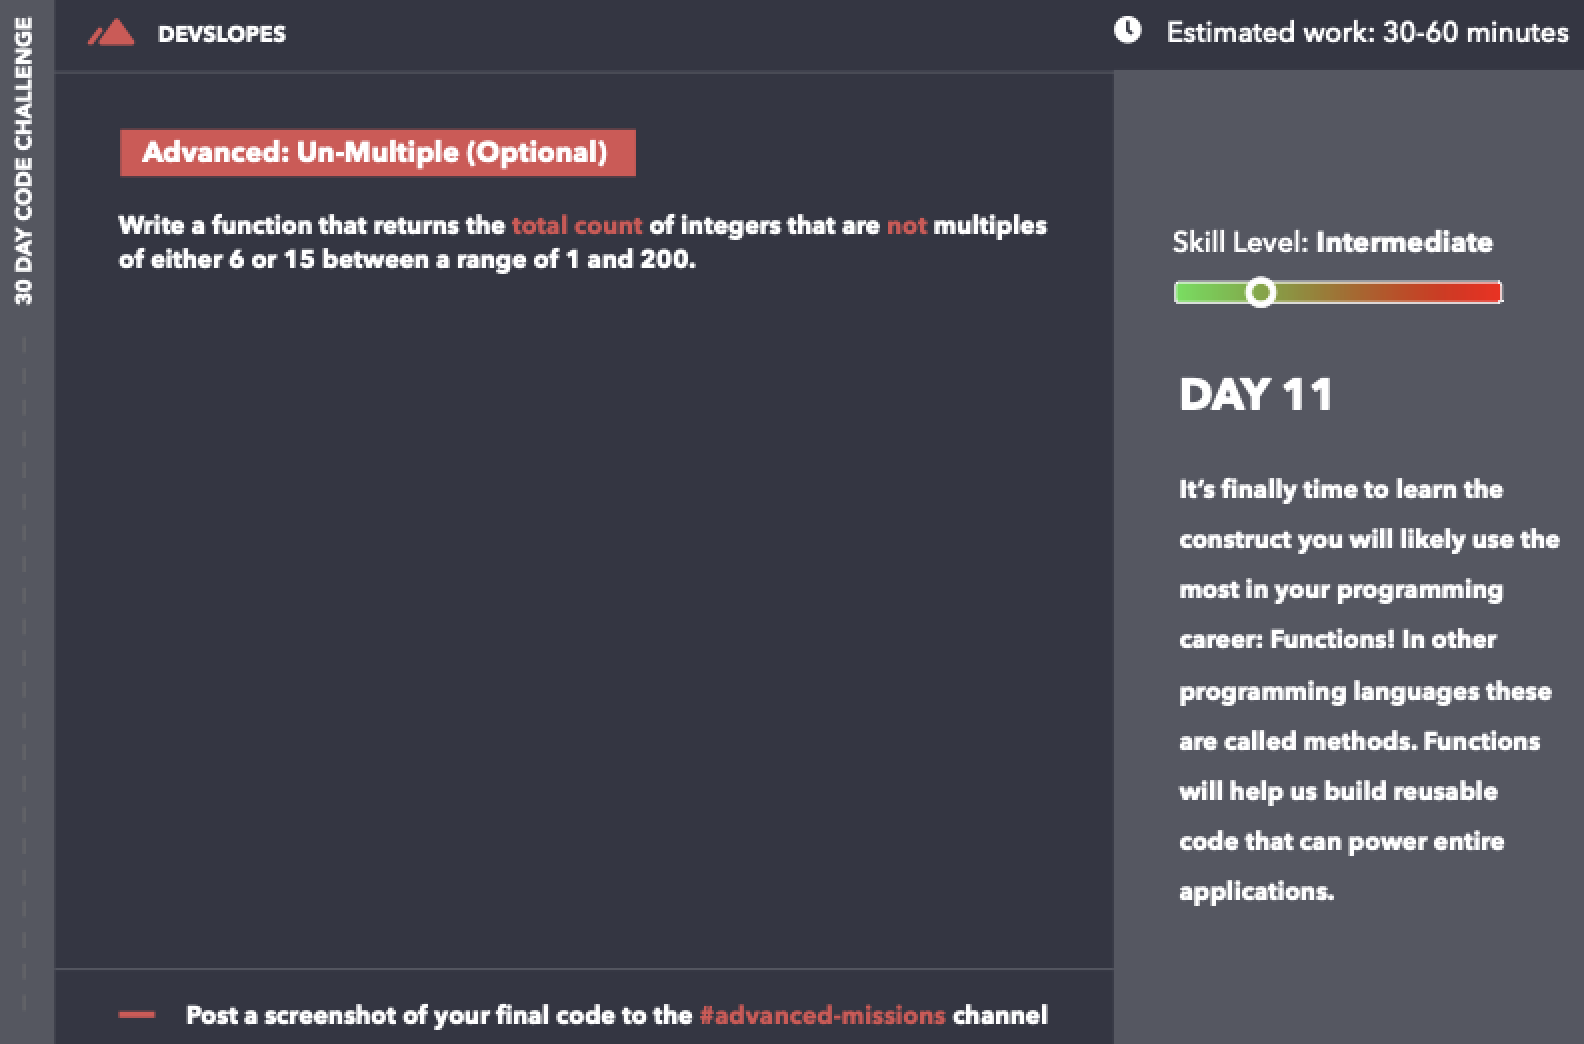 30 DAY CODE CHALLENGE
DEVSLOPES
Estimated work: 30-60 minutes
Advanced: Un-Multiple (Optional)
Write a function that returns the total count of integers that are not multiples
of either 6 or 15 between a range of 1 and 200.
Skill Level: Intermediate
DAY 11
It’s finally time to learn the
construct you will likely use the
most in your programming
career: Functions! In other
programming languages these
are called methods. Functions
will help us build reusable
code that can power entire
applications.
Post a screenshot of your final code to the #advanced-missions channel